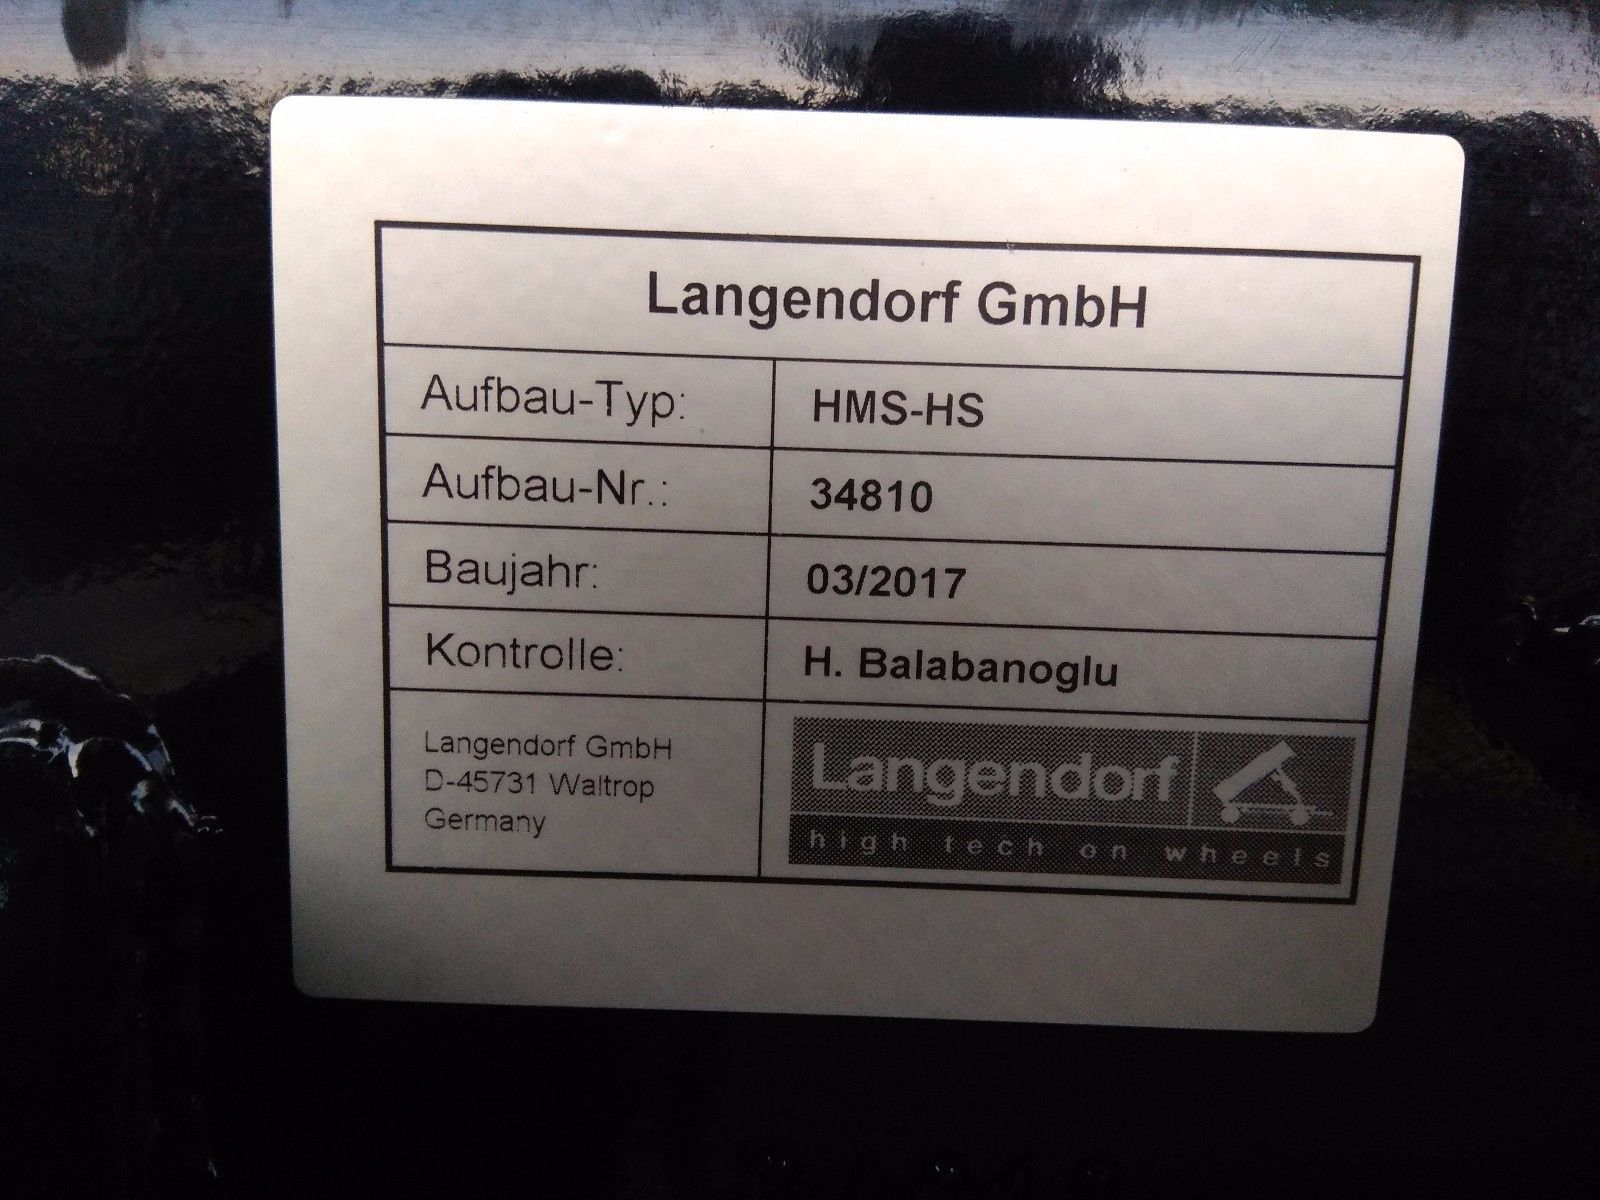 Langendorf GmbH
Aufbau-Typ: HMS-HS
Aufbau-Nr.: 34810
Baujahr: 03/2017
Kontrolle: H. Balabanoglu
Langendorf GmbH
D-45731 Waltrop
Germany
Langendorf
high tech on wheels